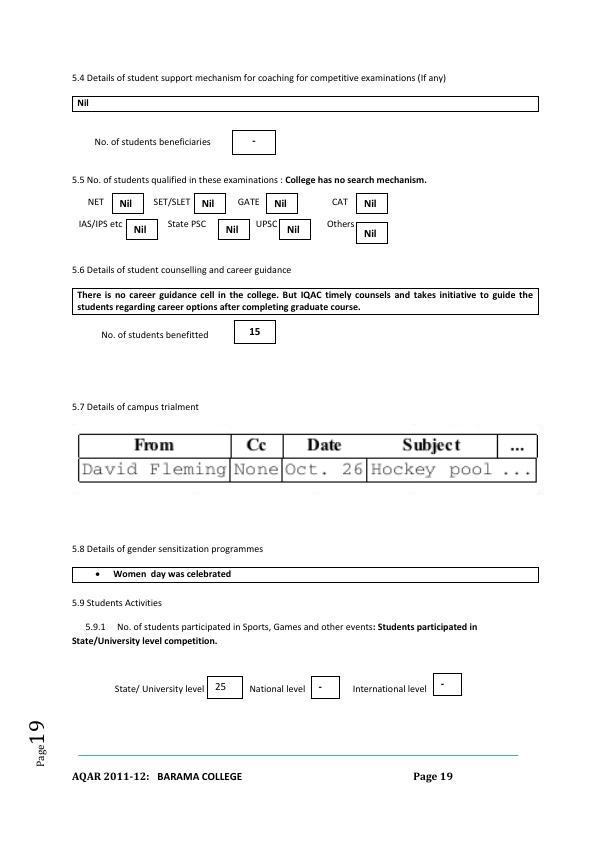 5.4 Details of student support mechanism for coaching for competitive examinations (If any)
Nil
No. of students beneficiaries -
5.5 No. of students qualified in these examinations : College has no search mechanism.
NET Nil SET/SLET Nil GATE Nil CAT Nil
IAS/IPS etc Nil State PSC Nil UPSC Nil Others Nil
5.6 Details of student counselling and career guidance
There is no career guidance cell in the college. But IQAC timely counsels and takes initiative to guide the
students regarding career options after completing graduate course.
No. of students benefitted 15
5.7 Details of campus trialment
From Cc Date Subject ...
David Fleming None Oct. 26 Hockey pool ...
5.8 Details of gender sensitization programmes
• Women day was celebrated
5.9 Students Activities
5.9.1 No. of students participated in Sports, Games and other events: Students participated in
State/University level competition.
State/ University level 25 National level - International level -
Page19
AQAR 2011-12: BARAMA COLLEGE Page 19